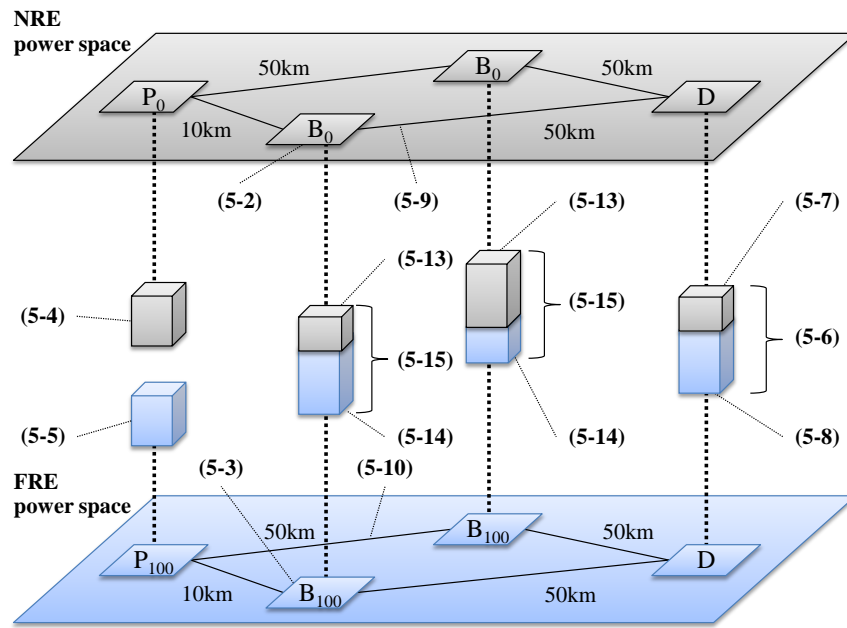 NRE
power space
50km
B0
50km
P0
D
10km
B0
50km
(5-2)
(5-9)
(5-13)
(5-7)
(5-13)
(5-4)
(5-15)
(5-6)
(5-15)
(5-5)
(5-14)
(5-14)
(5-8)
(5-3)
(5-10)
FRE
power space
50km
B100
50km
P100
D
10km
B100
50km